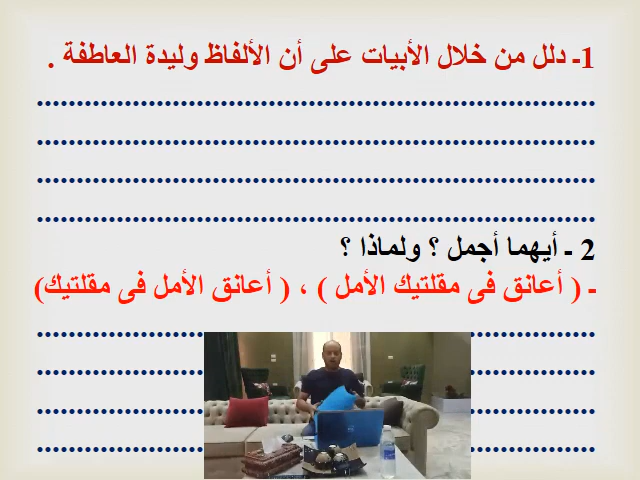 1ـ دلل من خلال الأبيات على أن الألفاظ وليدة العاطفة .
2 ـ أيهما أجمل ؟ ولماذا ؟
ـ ( أعانق فى مقلتيك الأمل ) ، ( أعانق الأمل فى مقلتيك)